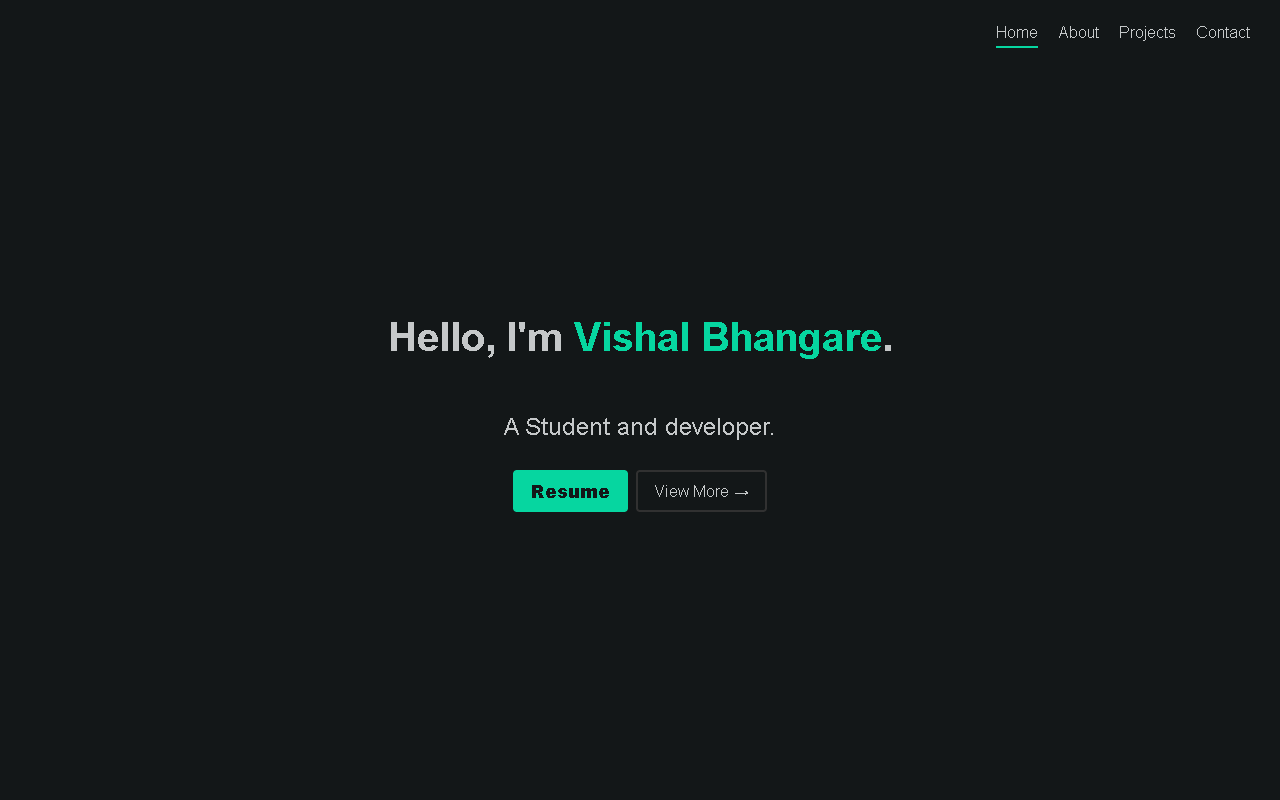 Home About Projects Contact
Hello, I'm Vishal Bhangare.
A Student and developer.
Resume View More →